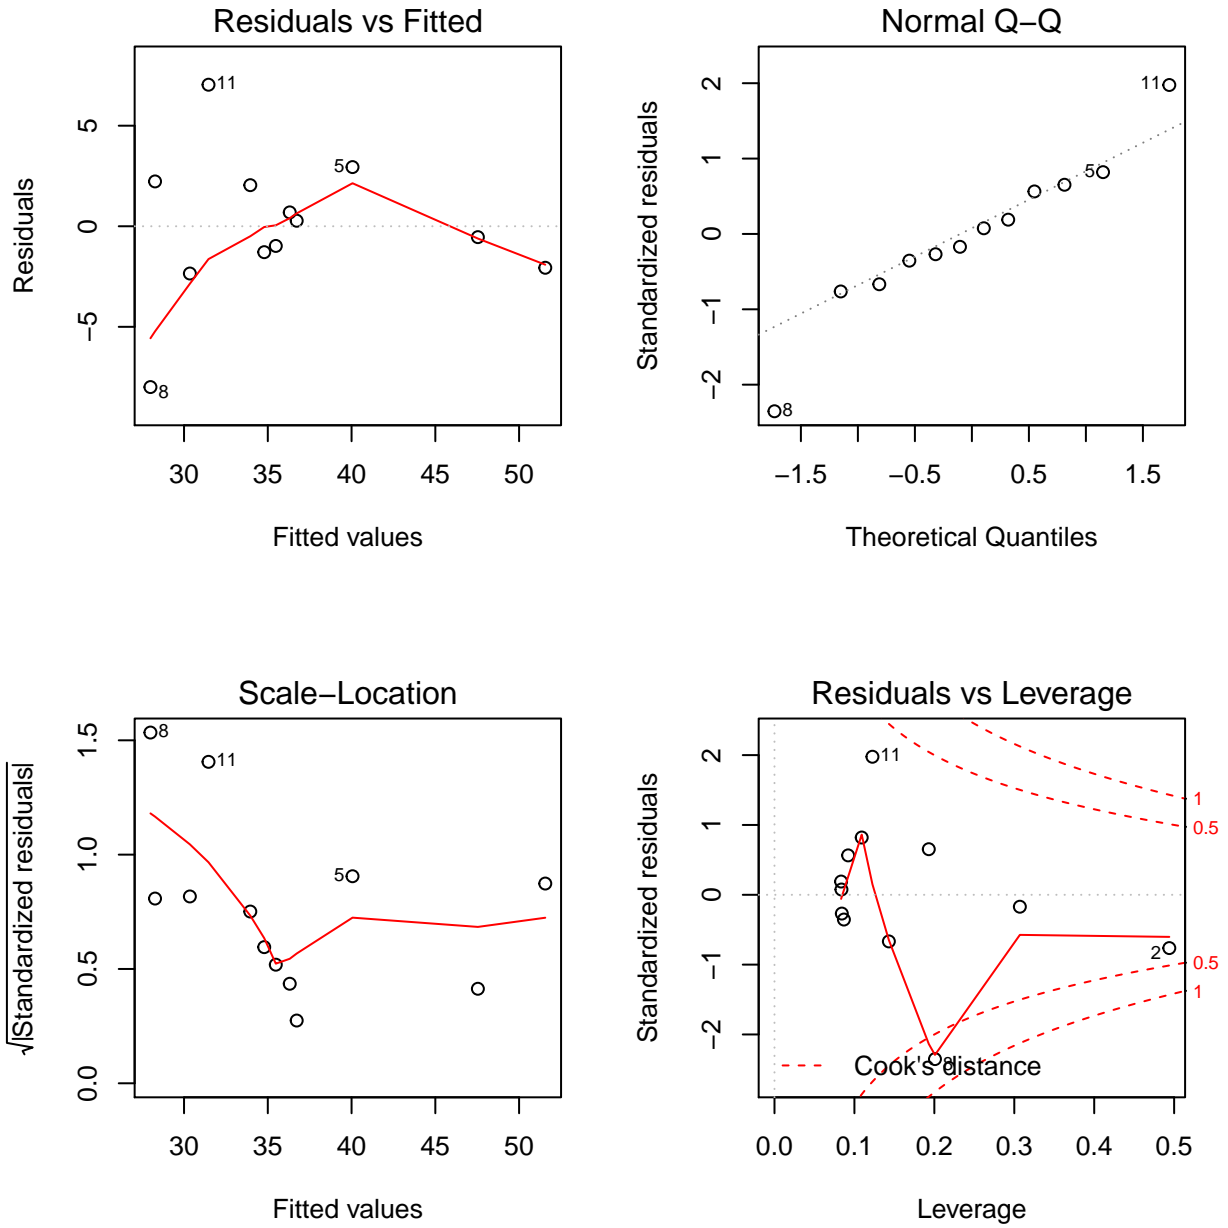 Residuals vs Fitted
Residuals
5
0
−5
11
5
8
30 35 40 45 50
Fitted values
Normal Q−Q
Standardized residuals
2
1
0
−1
−2
11
5
8
−1.5 −0.5 0.5 1.5
Theoretical Quantiles
Scale−Location
√|Standardized residuals|
1.5
1.0
0.5
0.0
8
11
5
30 35 40 45 50
Fitted values
Residuals vs Leverage
Standardized residuals
2
1
0
−1
−2
11
1
0.5
2
0.5
1
8
Cook's distance
0.0 0.1 0.2 0.3 0.4 0.5
Leverage